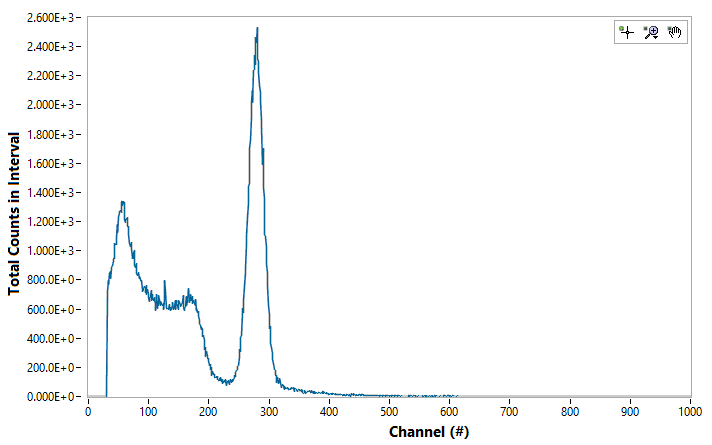 2.600E+3
2.400E+3
2.200E+3
2.000E+3
1.800E+3
1.600E+3
1.400E+3
1.200E+3
1.000E+3
800.0E+0
600.0E+0
400.0E+0
200.0E+0
0.000E+0
Total Counts in Interval
0 100 200 300 400 500 600 700 800 900 1000
Channel (#)